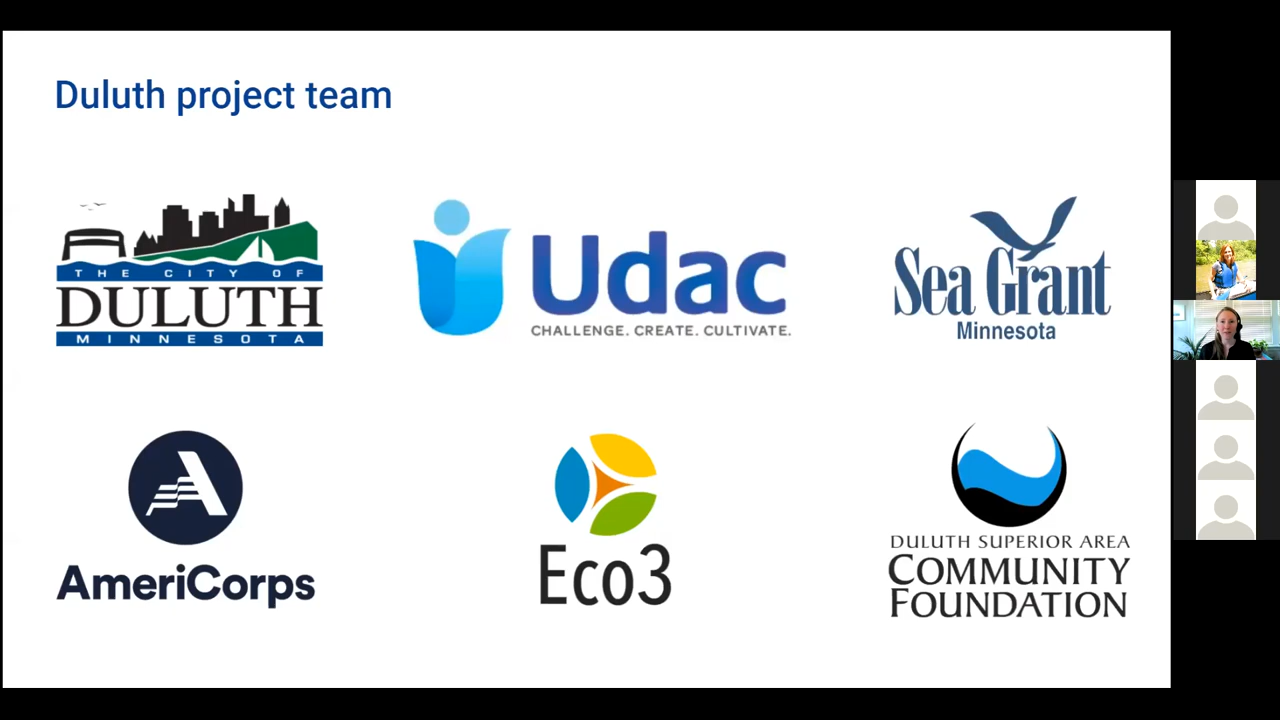 Duluth project team
THE CITY OF
DULUTH
MINNESOTA
Udac
CHALLENGE. CREATE. CULTIVATE.
Sea Grant
Minnesota
AmeriCorps
Eco3
DULUTH SUPERIOR AREA
COMMUNITY
FOUNDATION